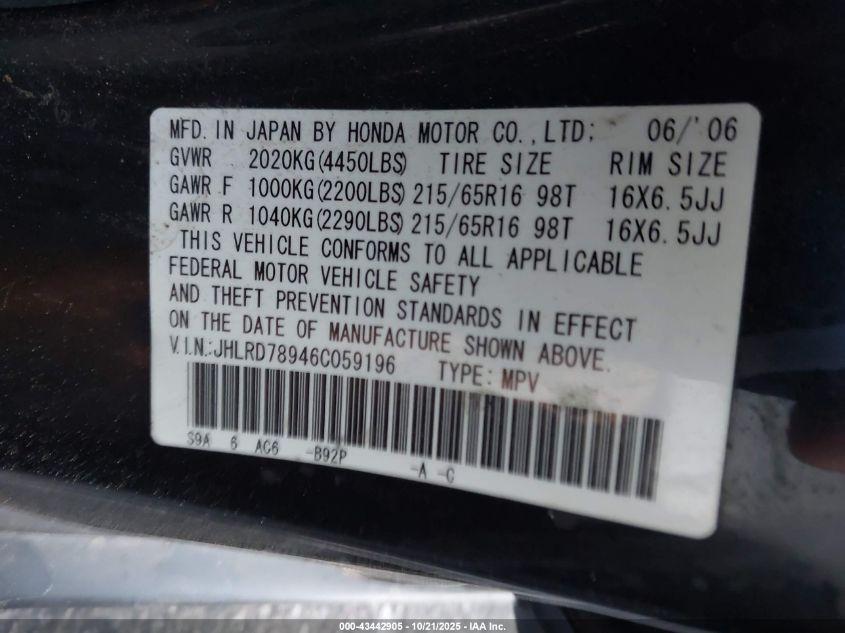 MFD. IN JAPAN BY HONDA MOTOR CO., LTD: 06/'06
GVWR 2020KG(4450LBS) TIRE SIZE RIM SIZE
GAWR F 1000KG(2200LBS) 215/65R16 98T 16X6.5JJ
GAWR R 1040KG(2290LBS) 215/65R16 98T 16X6.5JJ
THIS VEHICLE CONFORMS TO ALL APPLICABLE
FEDERAL MOTOR VEHICLE SAFETY
AND THEFT PREVENTION STANDARDS IN EFFECT
ON THE DATE OF MANUFACTURE SHOWN ABOVE.
V.I.N.:JHLRD78946C059196 TYPE: MPV
S9A 6 AC6 -B92P -A -C
000-43442905 - 10/21/2025 - IAA Inc.